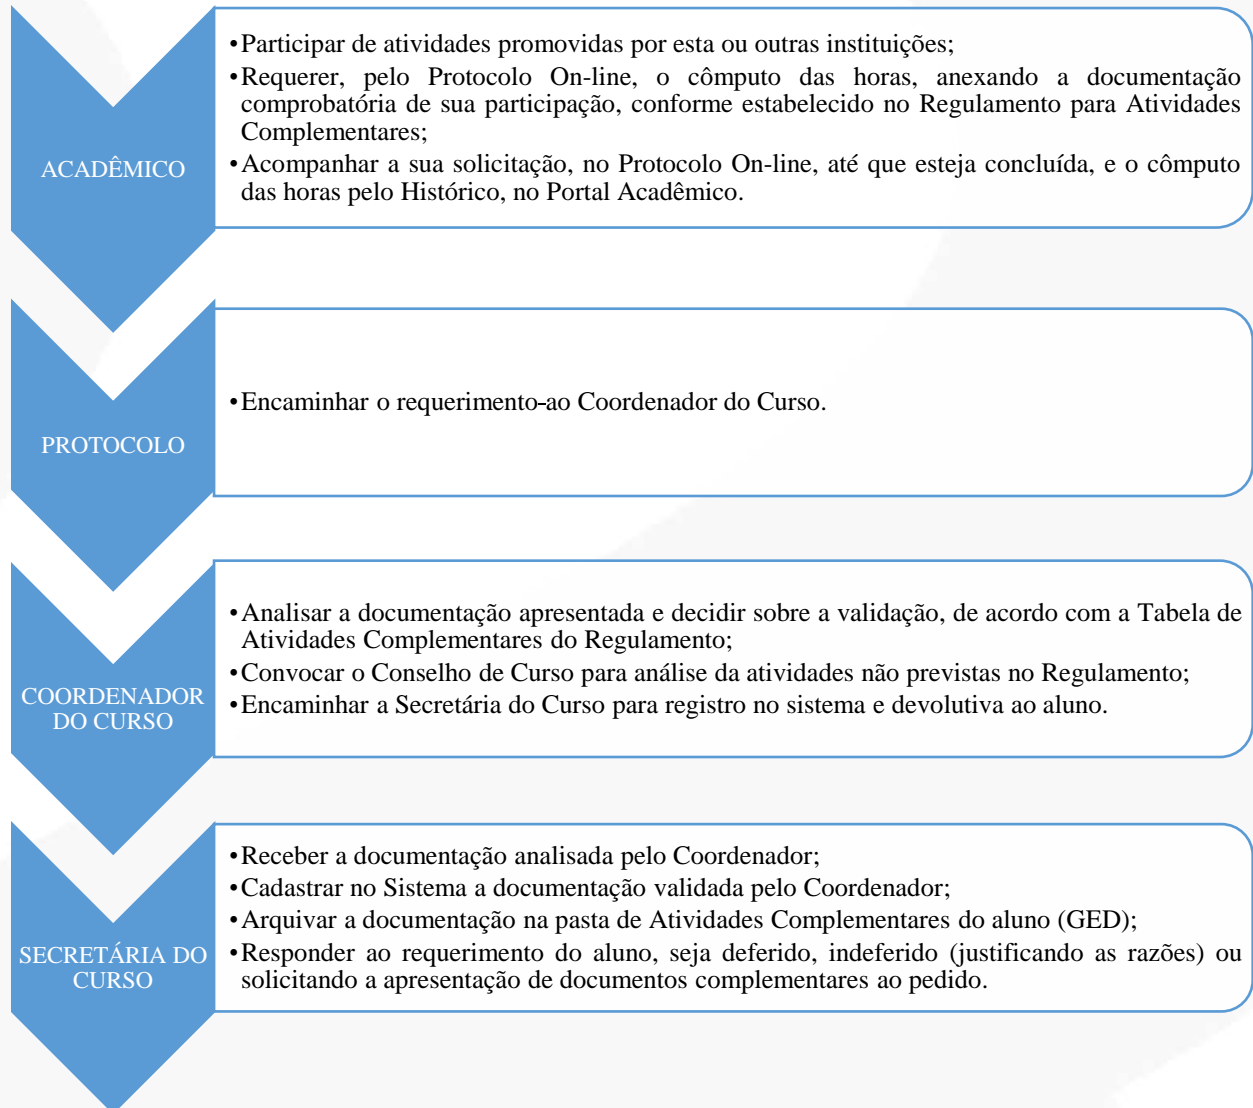 ACADÊMICO
•Participar de atividades promovidas por esta ou outras instituições;
•Requerer, pelo Protocolo On-line, o cômputo das horas, anexando a documentação
comprobatória de sua participação, conforme estabelecido no Regulamento para Atividades
Complementares;
•Acompanhar a sua solicitação, no Protocolo On-line, até que esteja concluída, e o cômputo
das horas pelo Histórico, no Portal Acadêmico.
PROTOCOLO
•Encaminhar o requerimento-ao Coordenador do Curso.
COORDENADOR
DO CURSO
•Analisar a documentação apresentada e decidir sobre a validação, de acordo com a Tabela de
Atividades Complementares do Regulamento;
•Convocar o Conselho de Curso para análise da atividades não previstas no Regulamento;
•Encaminhar a Secretária do Curso para registro no sistema e devolutiva ao aluno.
SECRETÁRIA DO
CURSO
•Receber a documentação analisada pelo Coordenador;
•Cadastrar no Sistema a documentação validada pelo Coordenador;
•Arquivar a documentação na pasta de Atividades Complementares do aluno (GED);
•Responder ao requerimento do aluno, seja deferido, indeferido (justificando as razões) ou
solicitando a apresentação de documentos complementares ao pedido.